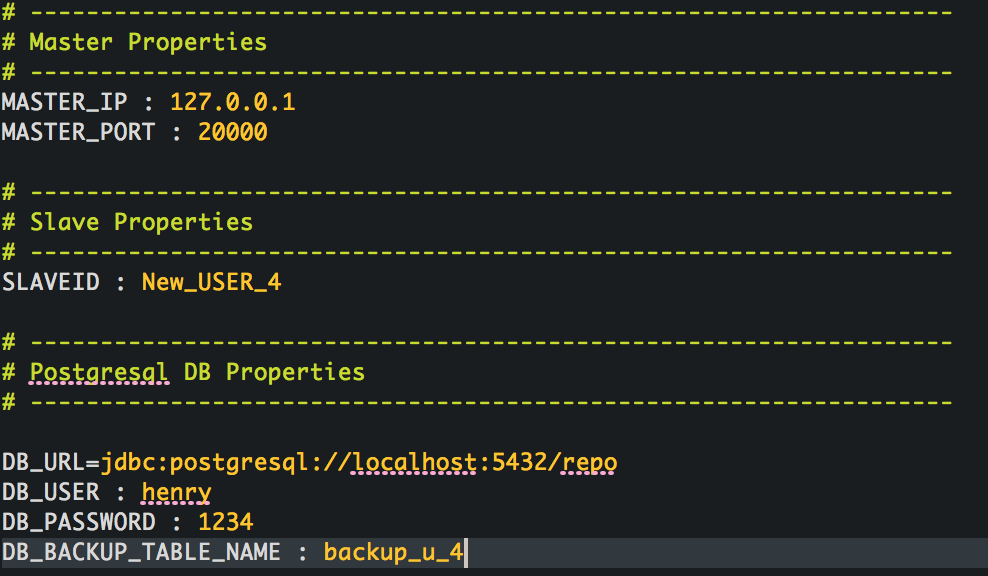 # ------------------------------------------------------------------
# Master Properties
# ------------------------------------------------------------------
MASTER_IP : 127.0.0.1
MASTER_PORT : 20000
# ------------------------------------------------------------------
# Slave Properties
# ------------------------------------------------------------------
SLAVEID : New_USER_4
# ------------------------------------------------------------------
# Postgresql DB Properties
# ------------------------------------------------------------------
DB_URL=jdbc:postgresql://localhost:5432/repo
DB_USER : henry
DB_PASSWORD : 1234
DB_BACKUP_TABLE_NAME : backup_u_4